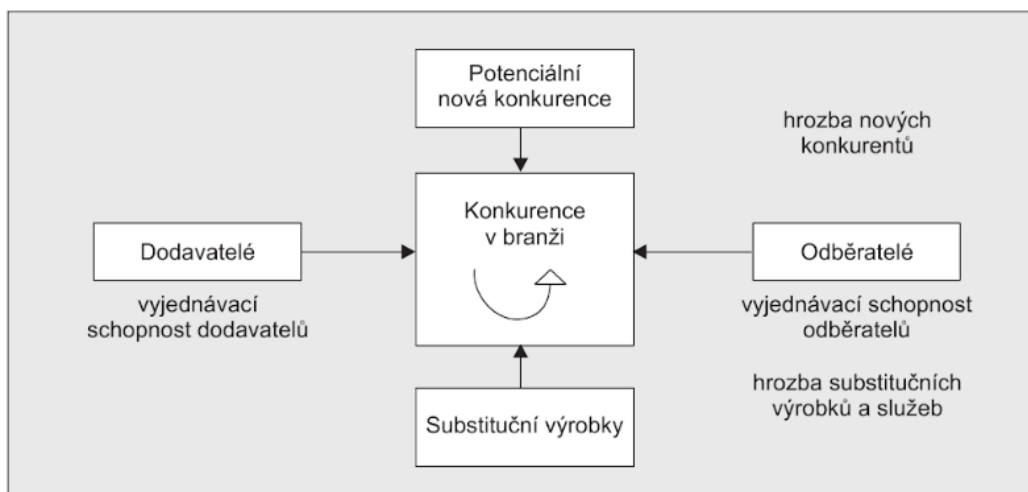 Potenciální
nová konkurence
hrozba nových
konkurentů
Konkurence
v branži
Dodavatelé
Odběratelé
vyjednávací
schopnost dodavatelů
vyjednávací schopnost
odběratelů
hrozba substitučních
výrobků a služeb
Substituční výrobky